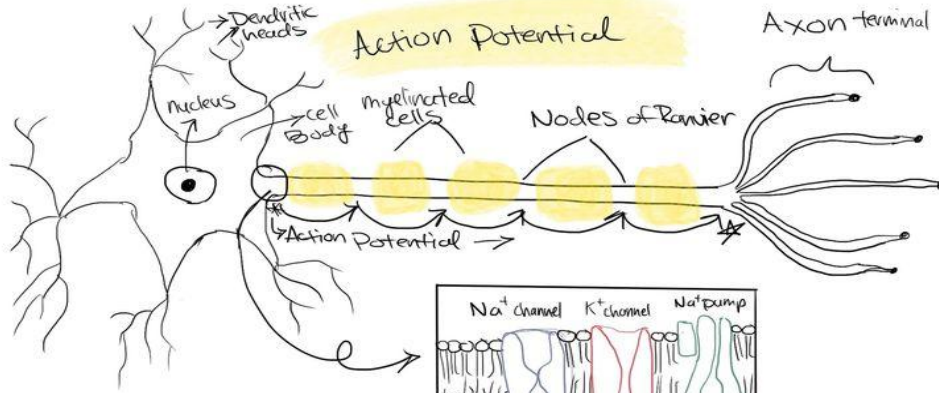 →Dendritic
heads
Action Potential
Axon terminal
nucleus
→cell
Body
myelinated
cells
Nodes of Ranvier
→Action Potential →
Na⁺ channel
K⁺ channel
Na⁺ pump